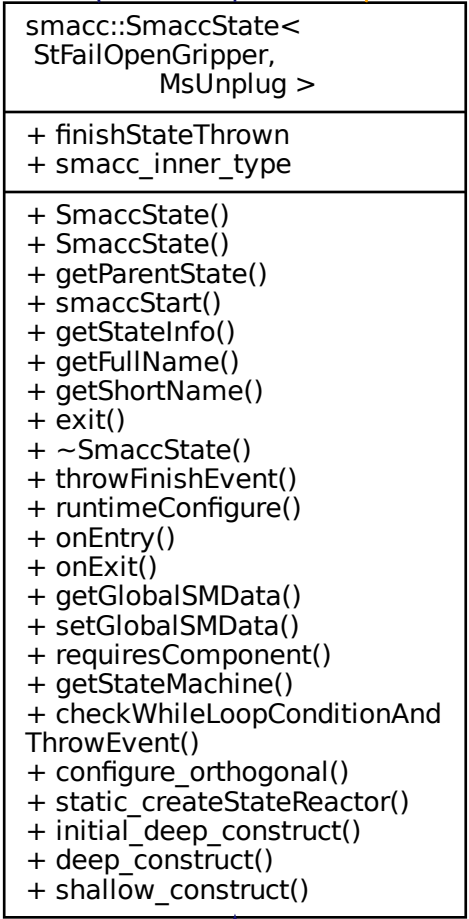 smacc::SmaccState<
StFailOpenGripper,
MsUnplug >
+ finishStateThrown
+ smacc_inner_type
+ SmaccState()
+ SmaccState()
+ getParentState()
+ smaccStart()
+ getStateInfo()
+ getFullName()
+ getShortName()
+ exit()
+ ~SmaccState()
+ throwFinishEvent()
+ runtimeConfigure()
+ onEntry()
+ onExit()
+ getGlobalSMData()
+ setGlobalSMData()
+ requiresComponent()
+ getStateMachine()
+ checkWhileLoopConditionAnd
ThrowEvent()
+ configure_orthogonal()
+ static_createStateReactor()
+ initial_deep_construct()
+ deep_construct()
+ shallow_construct()